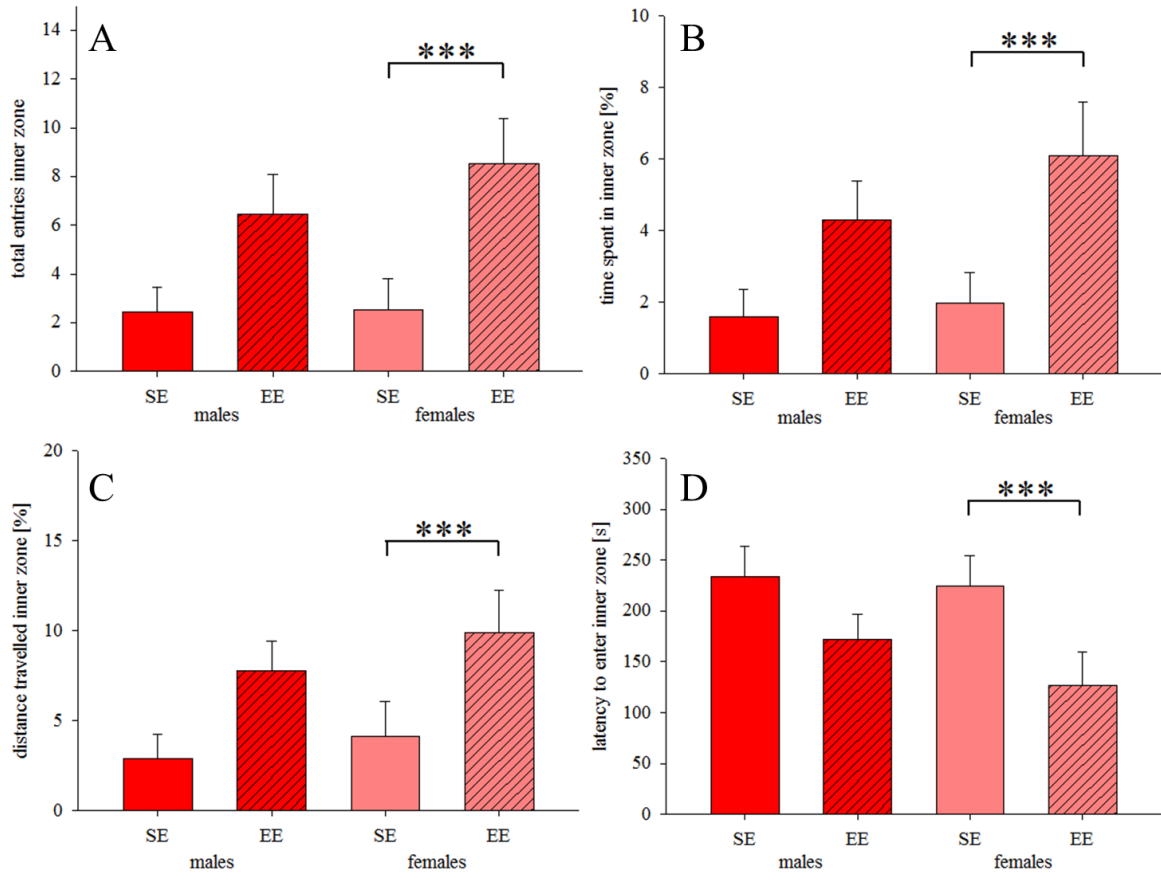 A
total entries inner zone
14
12
10
8
6
4
2
0
***
SE EE SE EE
males females
B
time spent in inner zone [%]
10
8
6
4
2
0
***
SE EE SE EE
males females
C
distance travelled inner zone [%]
20
15
10
5
0
***
SE EE SE EE
males females
D
latency to enter inner zone [s]
350
300
250
200
150
100
50
0
***
SE EE SE EE
males females